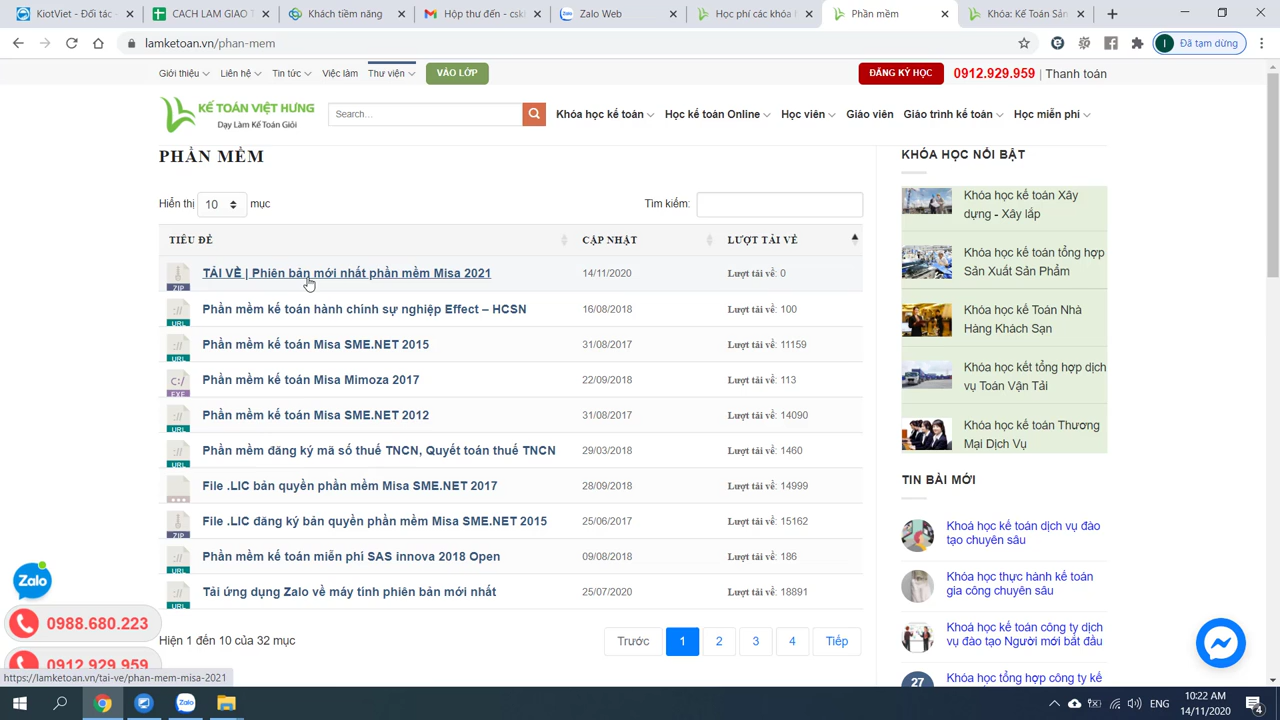 (2) CÁCH LÀM
Hộp thư đến - cskh
Zalo Web
Học phí các khóa h
Phần mềm
Khóa: Kế Toán Sản
lamketoan.vn/phan-mem
Đã tạm dừng
Giới thiệu Liên hệ Tin tức Việc làm Thư viện VÀO LỚP
ĐĂNG KÝ HỌC 0912.929.959 | Thanh toán
KẾ TOÁN VIỆT HƯNG
Dạy Làm Kế Toán Giỏi
Search...
Khóa học kế toán Học kế toán Online Học viên Giáo viên Giáo trình kế toán Học miễn phí
PHẦN MỀM
Hiển thị 10 mục
Tìm kiếm:
TIÊU ĐỀ CẬP NHẬT LƯỢT TẢI VỀ
ZIP TẢI VỀ | Phiên bản mới nhất phần mềm Misa 2021 14/11/2020 Lượt tải về: 0
URL Phần mềm kế toán hành chính sự nghiệp Effect – HCSN 16/08/2018 Lượt tải về: 100
URL Phần mềm kế toán Misa SME.NET 2015 31/08/2017 Lượt tải về: 11159
C:/ EXE Phần mềm kế toán Misa Mimoza 2017 22/09/2018 Lượt tải về: 113
URL Phần mềm kế toán Misa SME.NET 2012 31/08/2017 Lượt tải về: 14090
URL Phần mềm đăng ký mã số thuế TNCN, Quyết toán thuế TNCN 29/03/2018 Lượt tải về: 1460
File .LIC bản quyền phần mềm Misa SME.NET 2017 28/09/2018 Lượt tải về: 14999
ZIP File .LIC đăng ký bản quyền phần mềm Misa SME.NET 2015 25/06/2017 Lượt tải về: 15162
URL Phần mềm kế toán miễn phí SAS innova 2018 Open 09/08/2018 Lượt tải về: 186
URL Tải ứng dụng Zalo về máy tính phiên bản mới nhất 25/07/2020 Lượt tải về: 18891
Hiện 1 đến 10 của 32 mục
Trước 1 2 3 4 Tiếp
KHÓA HỌC NỔI BẬT
Khóa học kế toán Xây
dựng - Xây lắp
Khóa học kế toán tổng hợp
Sản Xuất Sản Phẩm
Khóa học kế Toán Nhà
Hàng Khách Sạn
Khóa học kết tổng hợp dịch
vụ Toán Vận Tải
Khóa học kế toán Thương
Mại Dịch Vụ
TIN BÀI MỚI
Khoá học kế toán dịch vụ đào
tạo chuyên sâu
Khóa học thực hành kế toán
gia công chuyên sâu
Khoá học kế toán công ty dịch
vụ đào tạo Người mới bắt đầu
27
Khóa học tổng hợp công ty kế
Zalo
0988.680.223
0912.929.959
https://lamketoan.vn/tai-ve/phan-mem-misa-2021
Zalo
ENG
10:22 AM
14/11/2020
4